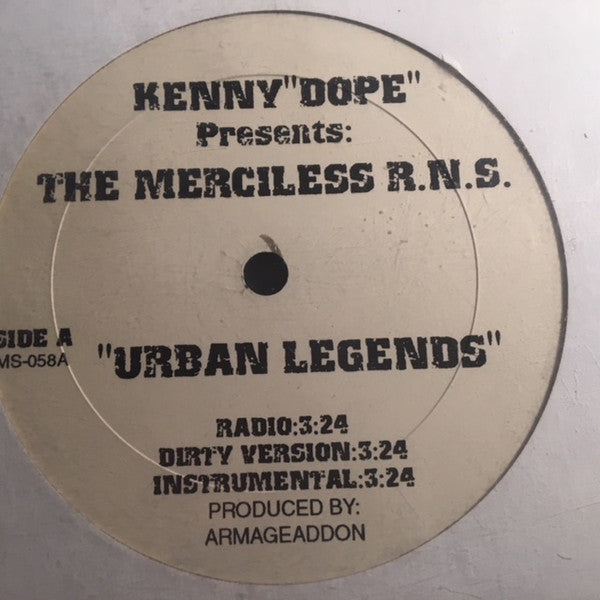 KENNY"DOPE"
Presents:
THE MERCILESS R.N.S.
SIDE A
MS-058A
"URBAN LEGENDS"
RADIO:3:24
DIRTY VERSION:3:24
INSTRUMENTAL:3:24
PRODUCED BY:
ARMAGEADDON